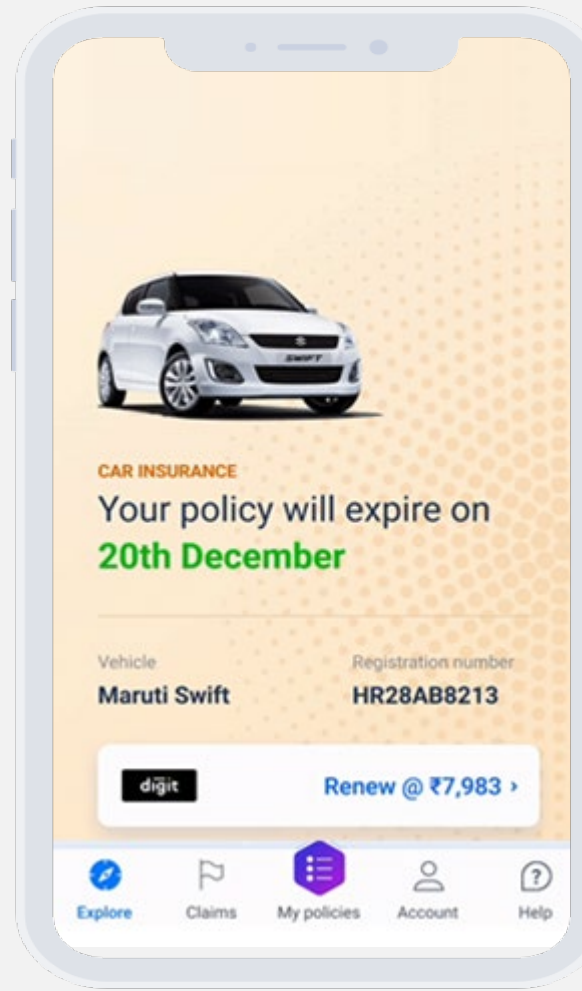 SWIFT
CAR INSURANCE
Your policy will expire on
20th December
Vehicle
Registration number
Maruti Swift
HR28AB8213
digit
Renew @ ₹7,983 ›
Explore
Claims
My policies
Account
Help